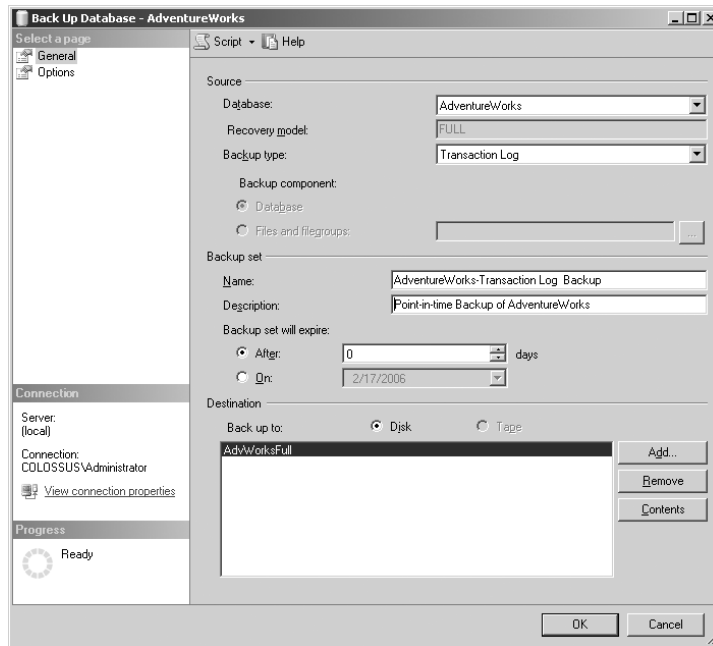 Back Up Database - AdventureWorks
Select a page
General
Options
Script Help
Source
Database: AdventureWorks
Recovery model: FULL
Backup type: Transaction Log
Backup component:
Database
Files and filegroups: ...
Backup set
Name: AdventureWorks-Transaction Log Backup
Description: Point-in-time Backup of AdventureWorks
Backup set will expire:
After: 0 days
On: 2/17/2006
Connection
Server:
(local)
Connection:
COLOSSUS\Administrator
View connection properties
Progress
Ready
Destination
Back up to: Disk Tape
AdvWorksFull
Add...
Remove
Contents
OK Cancel